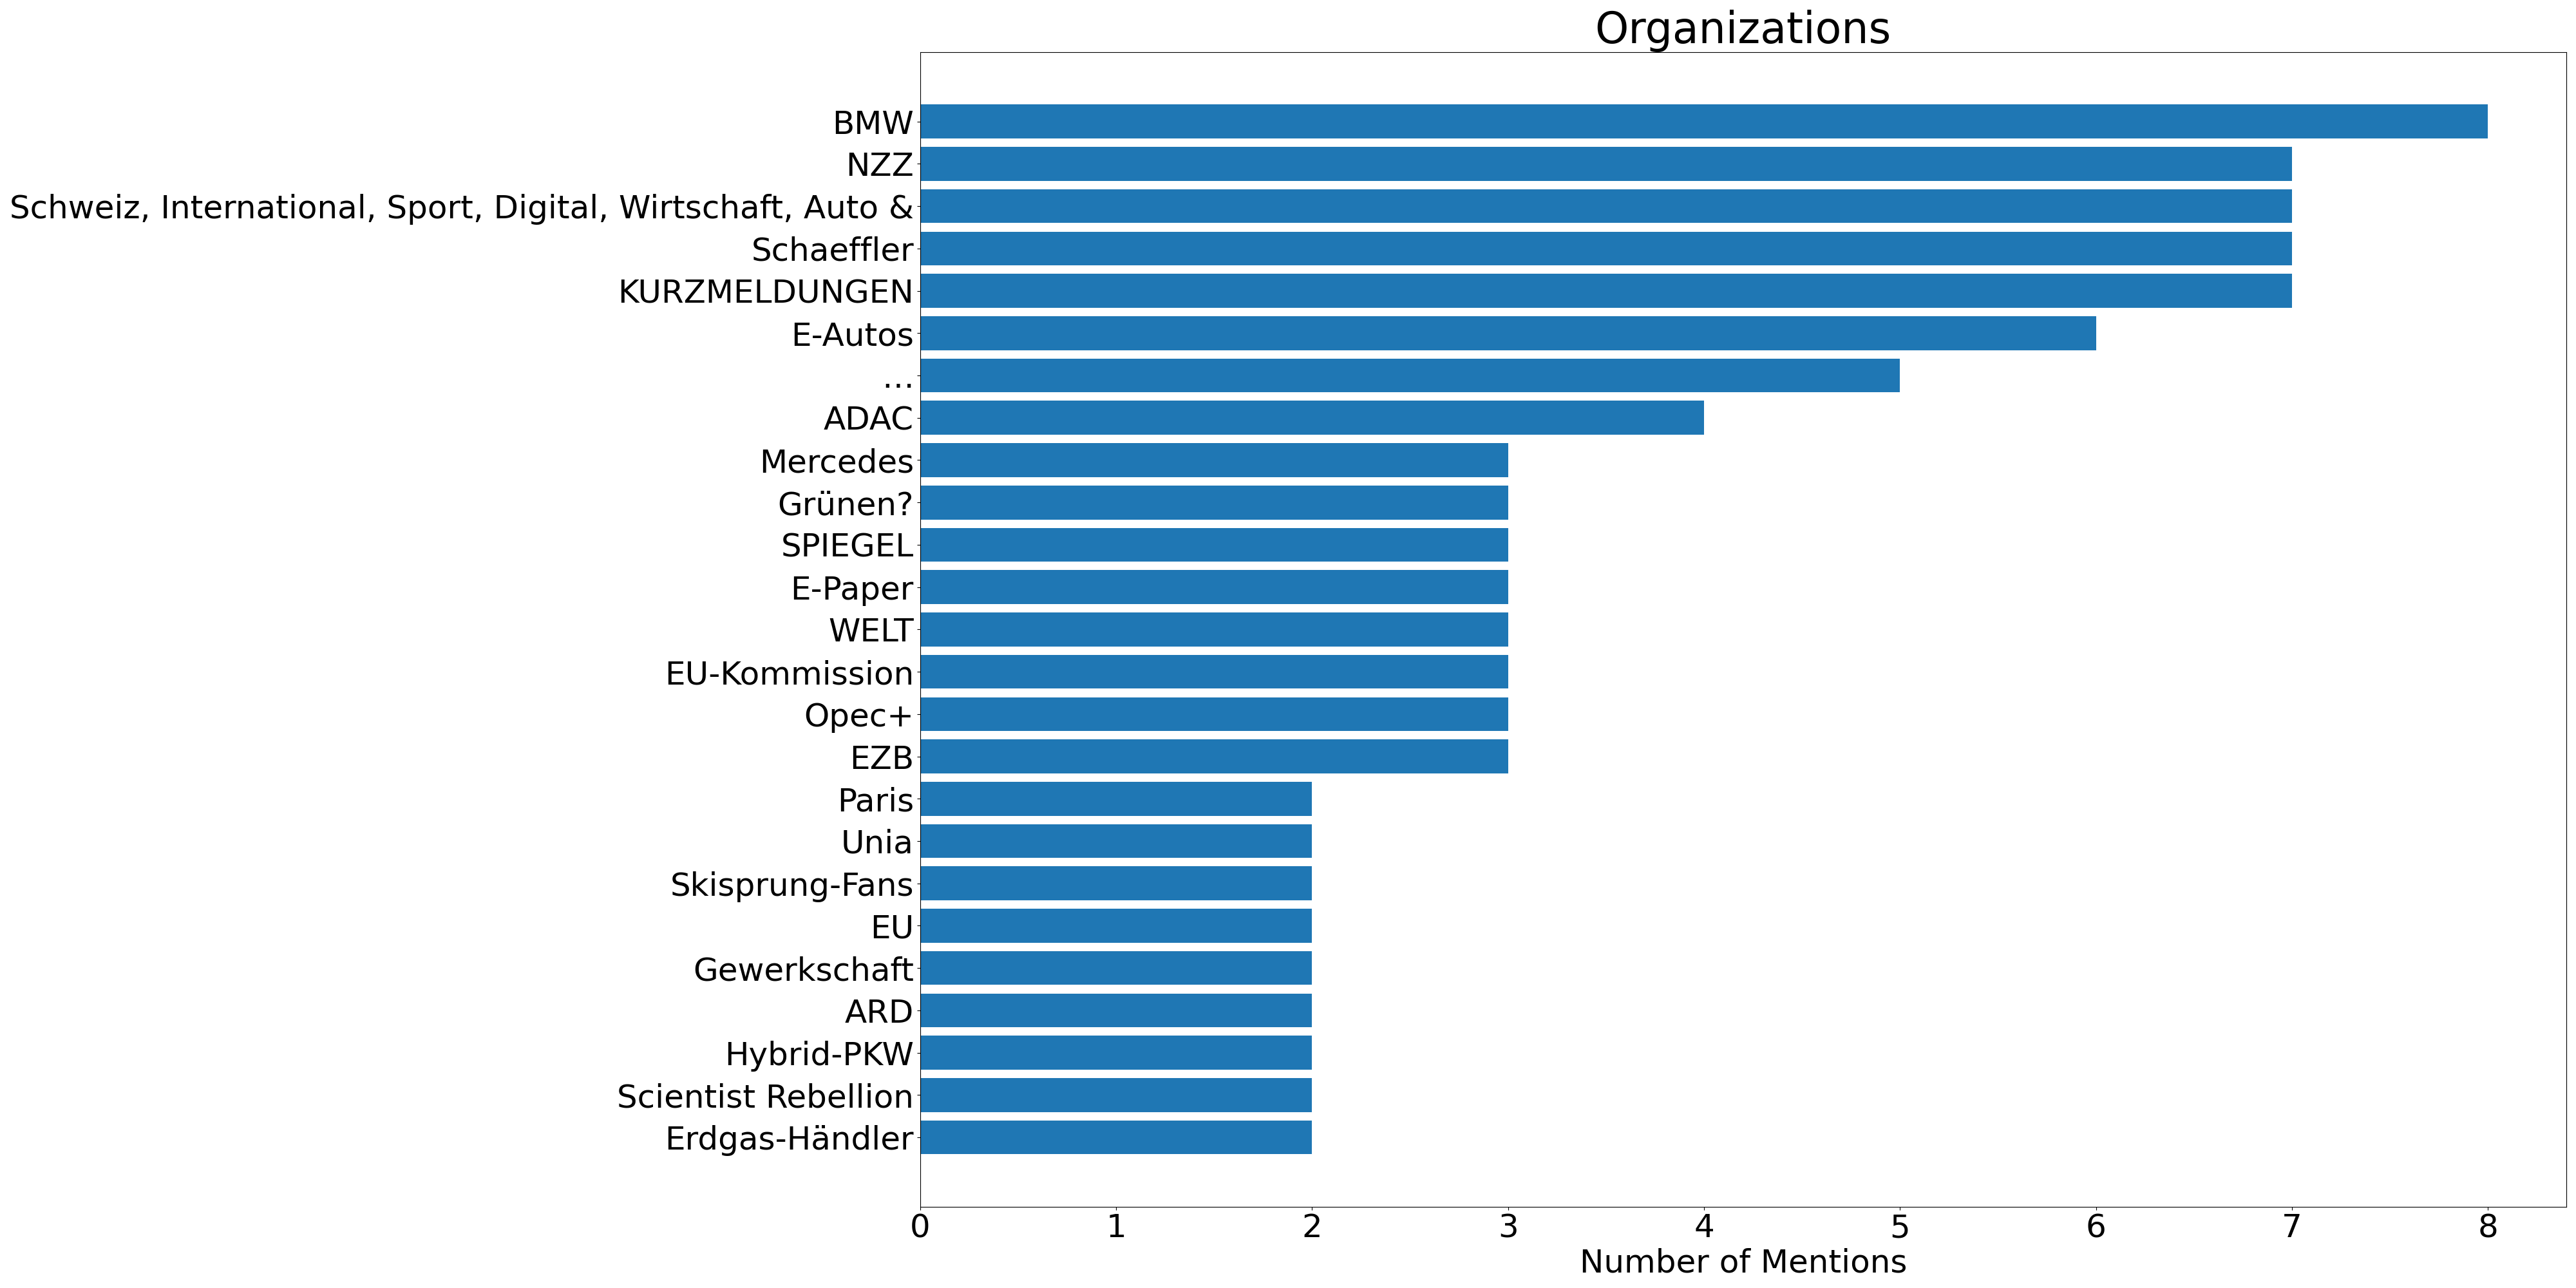 Organizations
BMW
NZZ
Schweiz, International, Sport, Digital, Wirtschaft, Auto &
Schaeffler
KURZMELDUNGEN
E-Autos
...
ADAC
Mercedes
Grünen?
SPIEGEL
E-Paper
WELT
EU-Kommission
Opec+
EZB
Paris
Unia
Skisprung-Fans
EU
Gewerkschaft
ARD
Hybrid-PKW
Scientist Rebellion
Erdgas-Händler
0 1 2 3 4 5 6 7 8
Number of Mentions